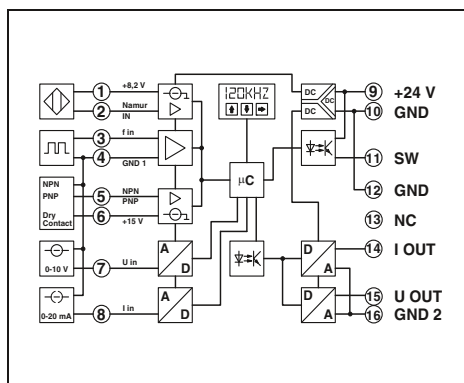 1 +8,2 V
2 Namur
IN
3 f in
4 GND 1
NPN
PNP
Dry
Contact
5 NPN
PNP
6 +15 V
0-10 V
7 U in
0-20 mA
8 I in
A
D
A
D
120KHZ
µC
DC
DC
DC
D
A
D
A
9 +24 V
10 GND
11 SW
12 GND
13 NC
14 I OUT
15 U OUT
16 GND 2